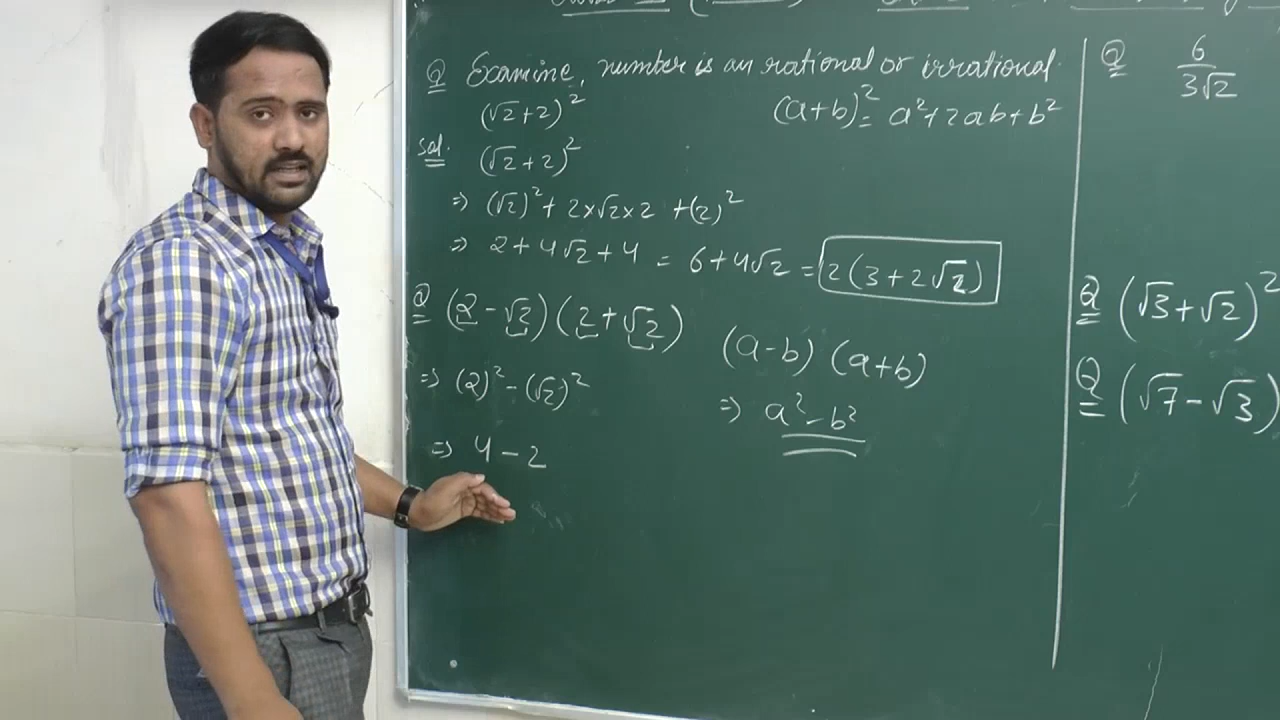 Q Examine, number is an rational or irrational.
(√2+2)²
(a+b)² = a²+2ab+b²
Sol. (√2+2)²
⇒ (√2)²+2×√2×2 +(2)²
⇒ 2+4√2+4 = 6+4√2 = 2(3+2√2)
Q (2-√2)(2+√2)
⇒ (2)²-(√2)²
⇒ 4-2
(a-b) (a+b)
⇒ a²-b²
Q 6/3√2
Q (√3+√2)²
Q (√7-√3)